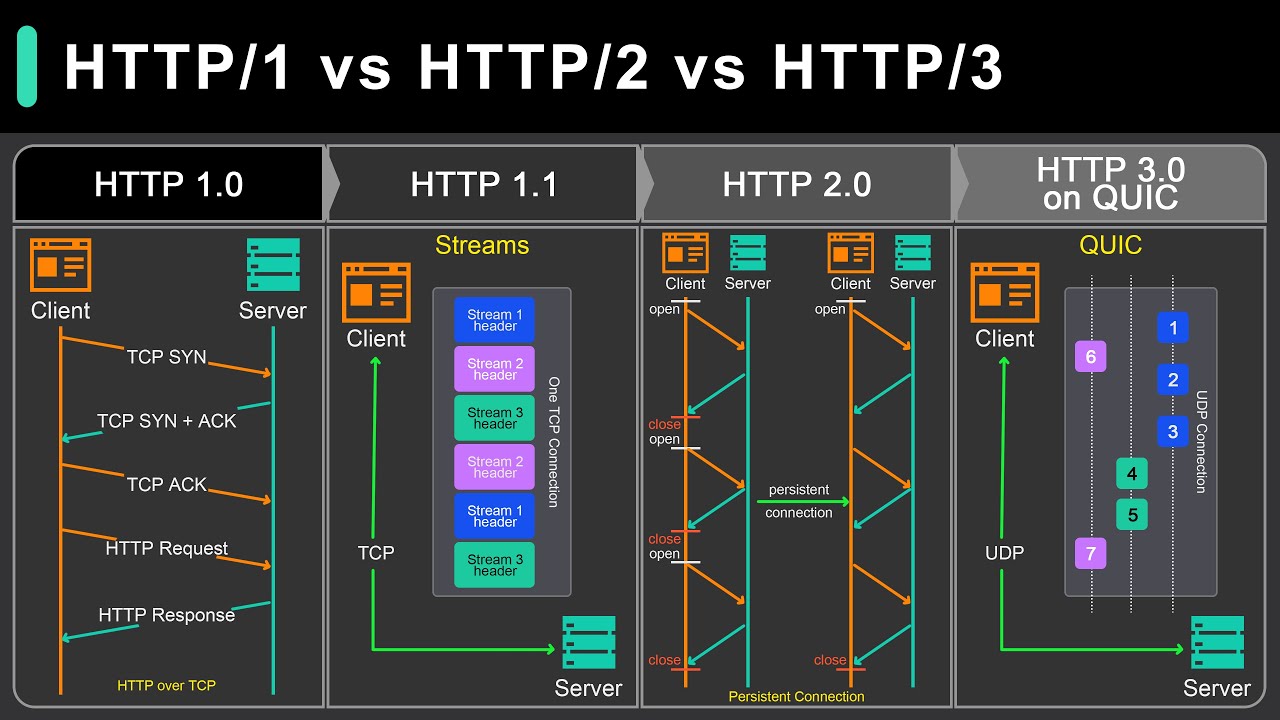 HTTP/1 vs HTTP/2 vs HTTP/3
HTTP 1.0
HTTP 1.1
HTTP 2.0
HTTP 3.0
on QUIC
Client
Server
TCP SYN
TCP SYN + ACK
TCP ACK
HTTP Request
HTTP Response
HTTP over TCP
Streams
Client
Stream 1
header
Stream 2
header
Stream 3
header
Stream 2
header
Stream 1
header
Stream 3
header
One TCP Connection
TCP
Server
Client
Server
Client
Server
open
close
open
close
open
close
persistent
connection
open
close
Persistent Connection
QUIC
Client
1
6
2
3
4
5
7
UDP Connection
UDP
Server